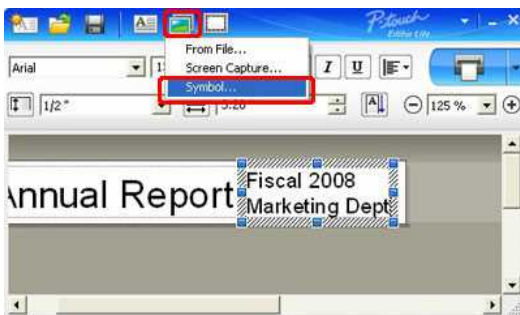 P-touch
Editor Lite
From File...
Screen Capture...
Symbol...
Arial
I U
1/2 "
125 %
Annual Report
Fiscal 2008
Marketing Dept